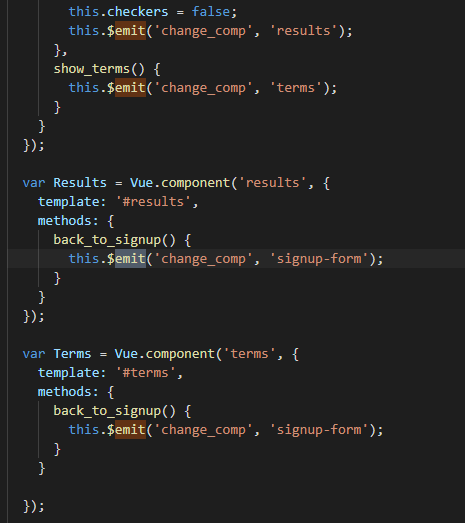 this.checkers = false;
this.$emit('change_comp', 'results');
},
show_terms() {
this.$emit('change_comp', 'terms');
}
}
});
var Results = Vue.component('results', {
template: '#results',
methods: {
back_to_signup() {
this.$emit('change_comp', 'signup-form');
}
}
});
var Terms = Vue.component('terms', {
template: '#terms',
methods: {
back_to_signup() {
this.$emit('change_comp', 'signup-form');
}
}
});